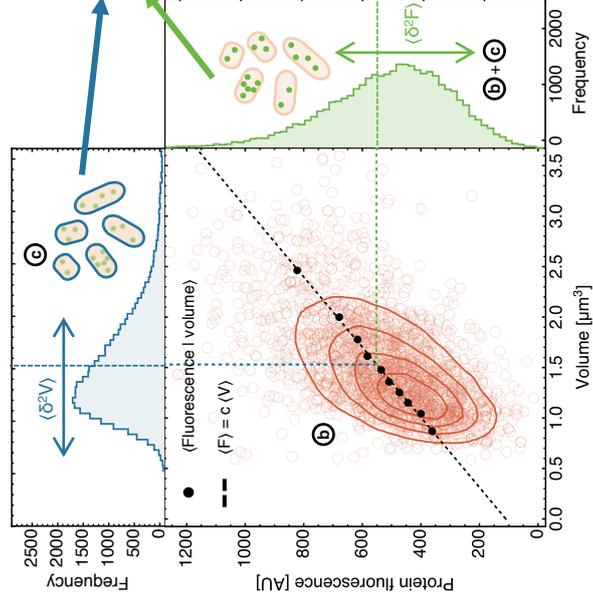 Frequency
2500
2000
1500
1000
500
0
⟨δ²V⟩
c
1200
1000
800
600
400
200
0
Protein fluorescence [AU]
⟨Fluorescence | volume⟩
⟨F⟩ = c ⟨V⟩
b
0.0 0.5 1.0 1.5 2.0 2.5 3.0 3.5
Volume [μm³]
⟨δ²F⟩
b + c
0 1000 2000
Frequency